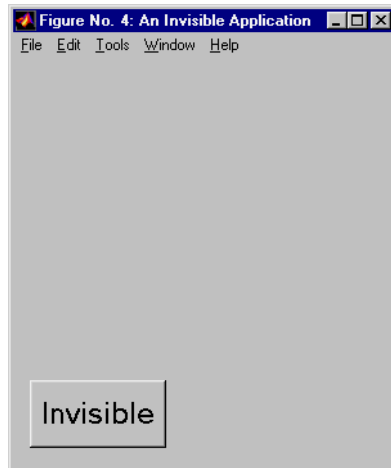 Figure No. 4: An Invisible Application
File Edit Tools Window Help
Invisible